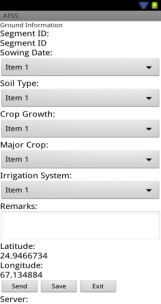 AFSS
Ground Information
Segment ID:
Segment ID
Sowing Date:
Item 1
Soil Type:
Item 1
Crop Growth:
Item 1
Major Crop:
Item 1
Irrigation System:
Item 1
Remarks:
Latitude:
24.9466734
Longitude:
67.134884
Send Save Exit
Server: